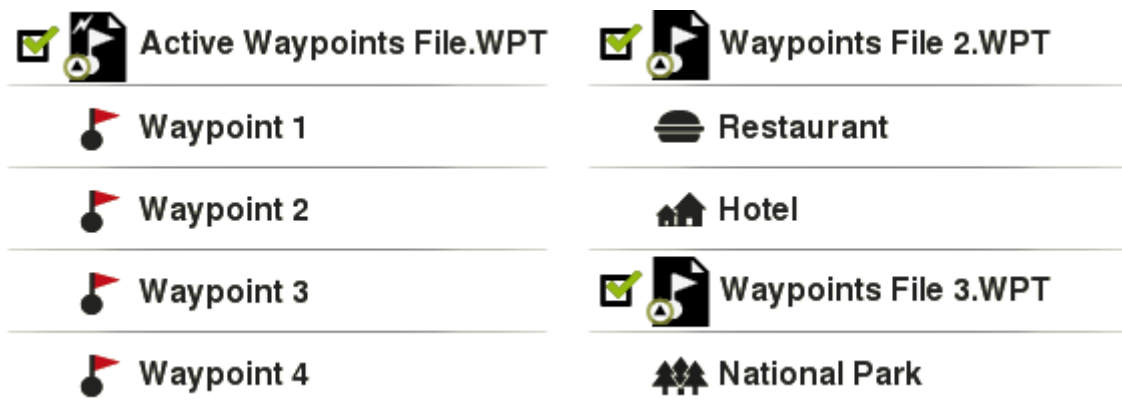 Active Waypoints File.WPT
Waypoint 1
Waypoint 2
Waypoint 3
Waypoint 4
Waypoints File 2.WPT
Restaurant
Hotel
Waypoints File 3.WPT
National Park